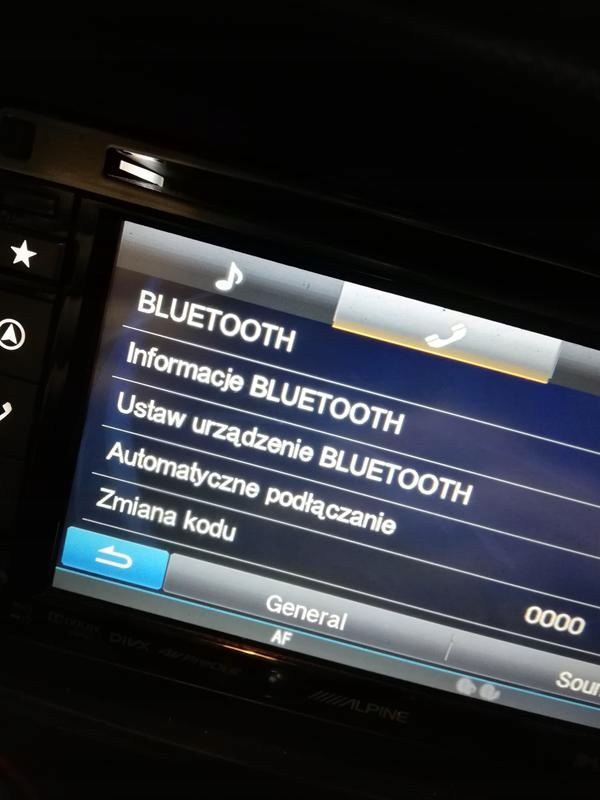 BLUETOOTH
Informacje BLUETOOTH
Ustaw urządzenie BLUETOOTH
Automatyczne podłączanie
Zmiana kodu
0000
General
AF
DIVX
ALPINE